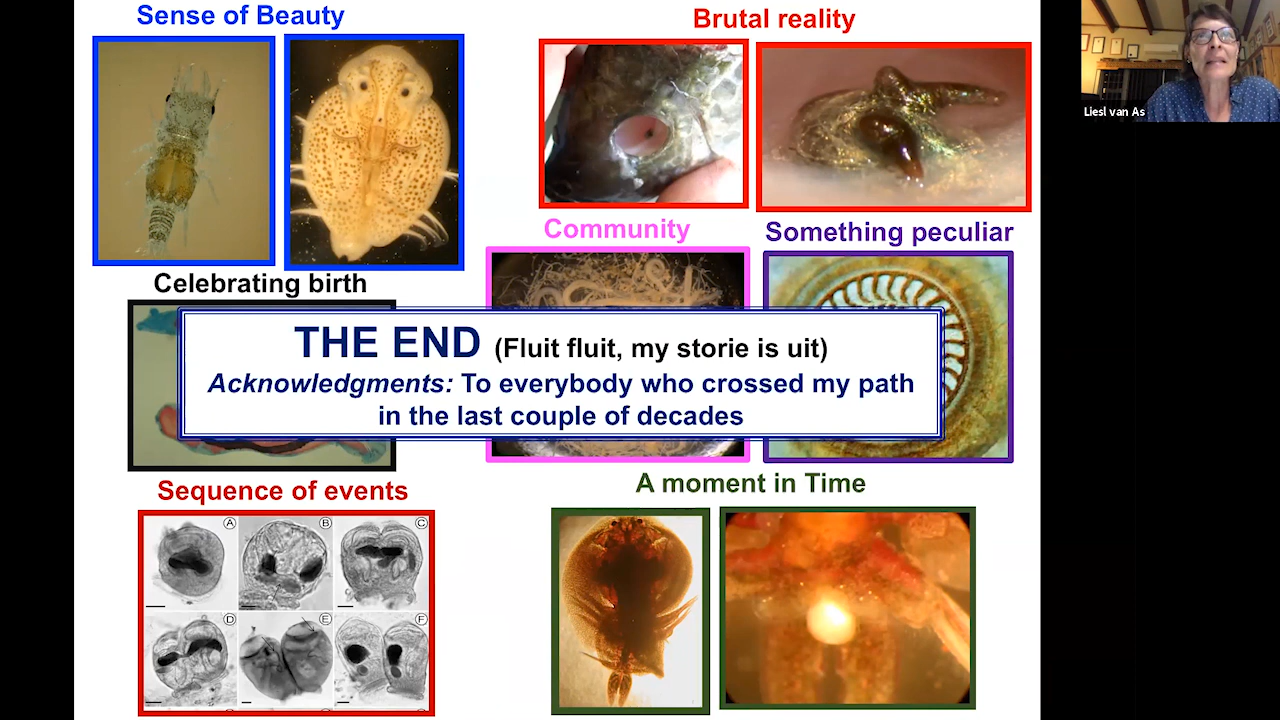 Sense of Beauty
Brutal reality
Liesl van As
Community
Something peculiar
Celebrating birth
THE END (Fluit fluit, my storie is uit)
Acknowledgments: To everybody who crossed my path
in the last couple of decades
Sequence of events
A moment in Time
A
B
C
D
E
F